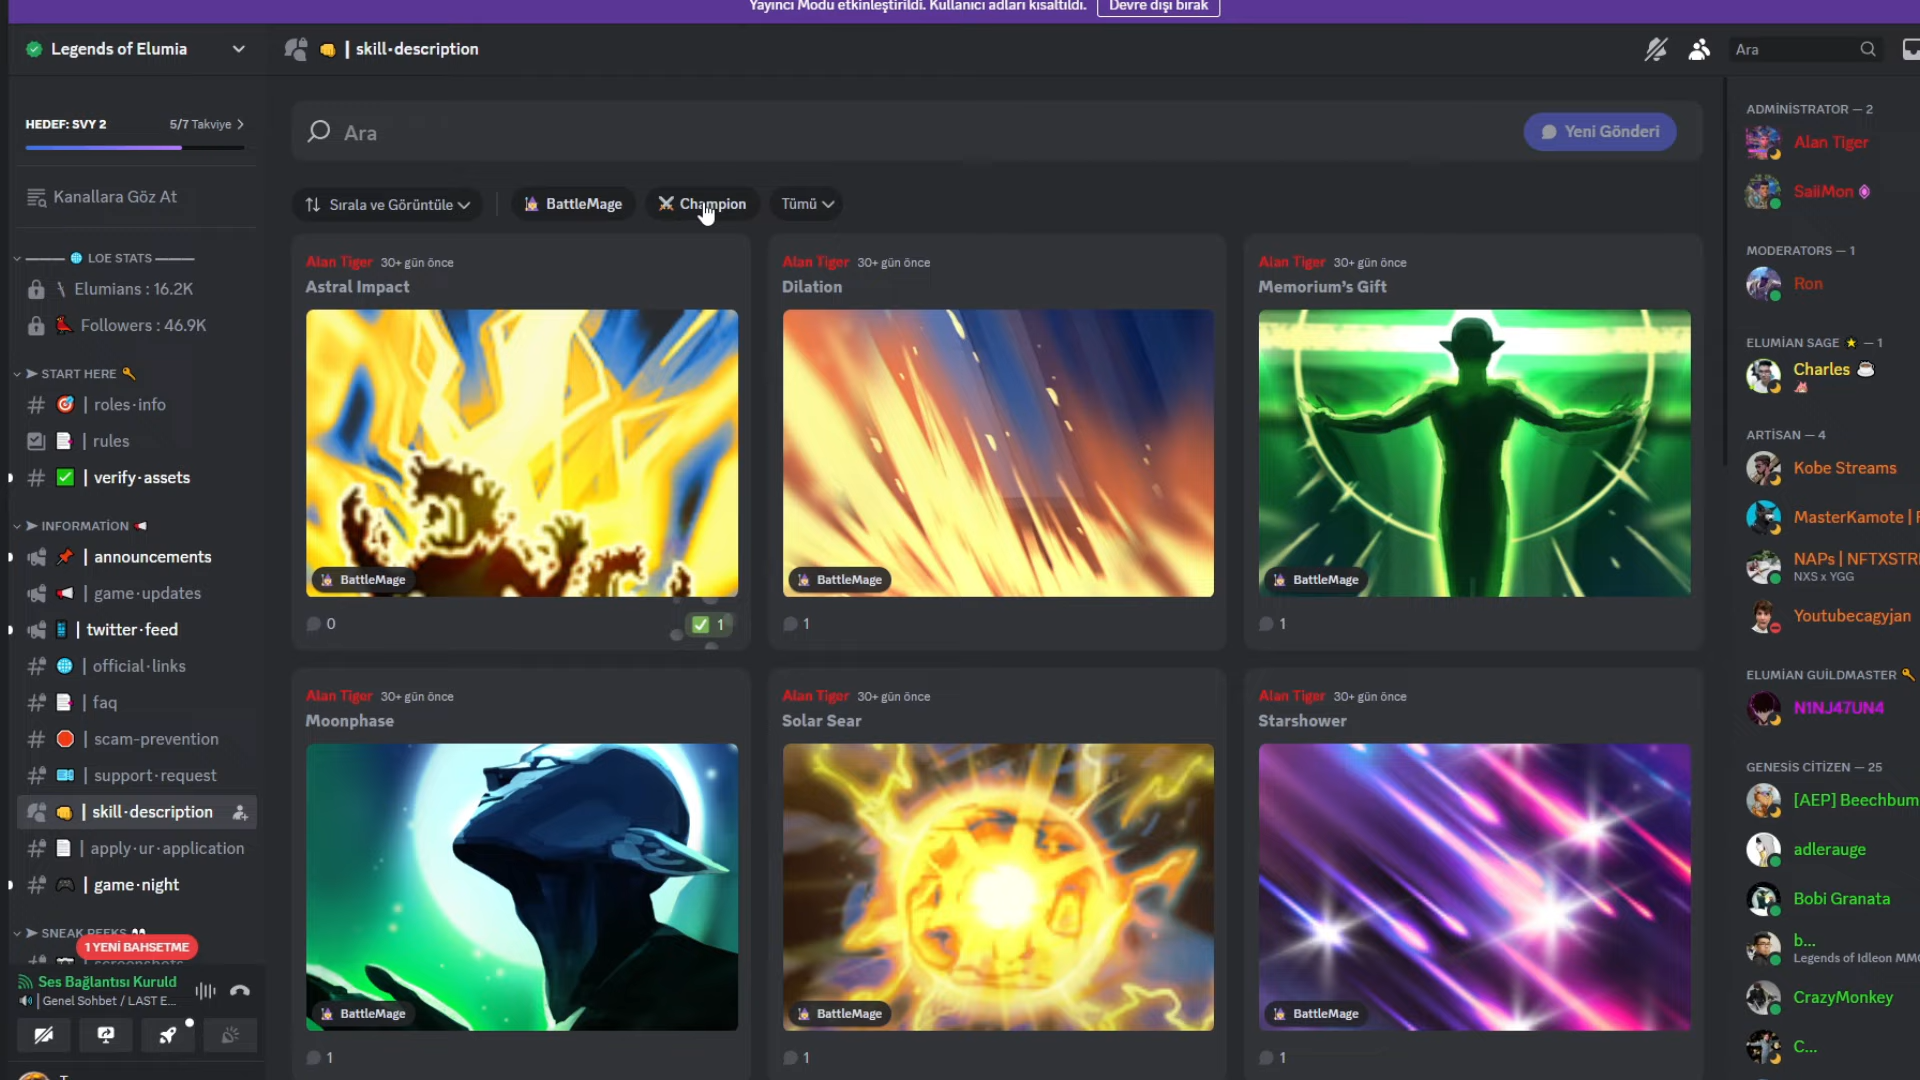 Yayıncı Modu etkinleştirildi. Kullanıcı adları kısaltıldı.
Devre dışı bırak
Legends of Elumia
| skill-description
Ara
HEDEF: SVY 2
5/7 Takviye
Kanallara Göz At
LOE STATS
Elumians : 16.2K
Followers : 46.9K
START HERE
| roles-info
| rules
| verify-assets
INFORMATİON
| announcements
| game-updates
| twitter-feed
| official-links
| faq
| scam-prevention
| support-request
| skill-description
| apply-ur-application
| game-night
SNEAK PEEKS
1 YENİ BAHSETME
screenshots
Ses Bağlantısı Kuruld
Genel Sohbet / LAST E...
Ara
Yeni Gönderi
Sırala ve Görüntüle
BattleMage
Champion
Tümü
Alan Tiger 30+ gün önce
Astral Impact
BattleMage
0
1
Alan Tiger 30+ gün önce
Dilation
BattleMage
1
Alan Tiger 30+ gün önce
Memorium's Gift
BattleMage
1
Alan Tiger 30+ gün önce
Moonphase
BattleMage
1
Alan Tiger 30+ gün önce
Solar Sear
BattleMage
1
Alan Tiger 30+ gün önce
Starshower
BattleMage
1
ADMİNİSTRATOR — 2
Alan Tiger
SailMon
MODERATORS — 1
Ron
ELUMİAN SAGE — 1
Charles
ARTİSAN — 4
Kobe Streams
MasterKamote |
NAPs | NFTXSTR
NXS x YGG
Youtubecagyjan
ELUMİAN GUİLDMASTER
N1NJ47UN4
GENESİS CİTİZEN — 25
[AEP] Beechbum
adlerauge
Bobi Granata
b...
Legends of Idleon MM
CrazyMonkey
C...